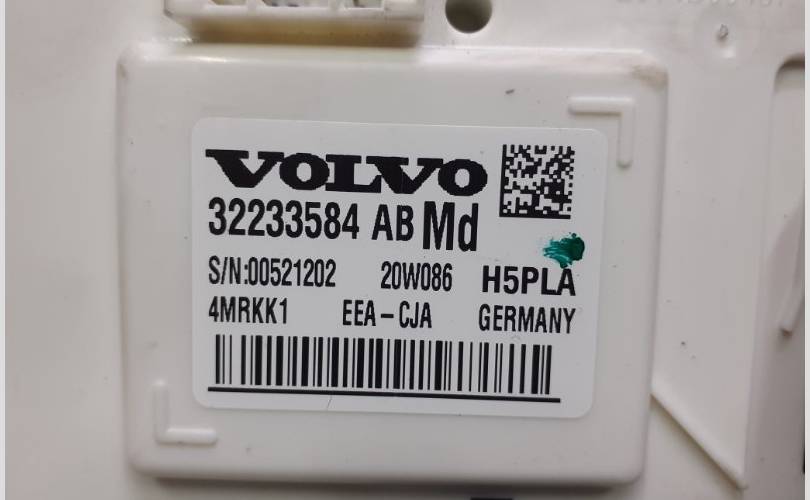 VOLVO
32233584 AB Md
S/N:00521202 20W086 H5PLA
4MRKK1 EEA-CJA GERMANY